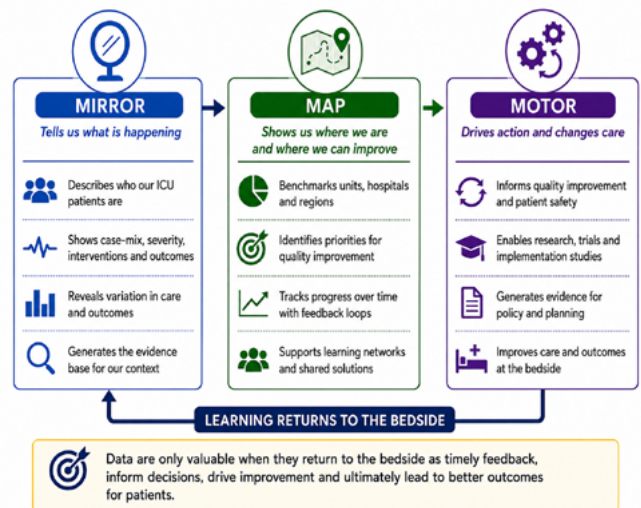 MIRROR
Tells us what is happening
Describes who our ICU
patients are
Shows case-mix, severity,
interventions and outcomes
Reveals variation in care
and outcomes
Generates the evidence
base for our context
MAP
Shows us where we are
and where we can improve
Benchmarks units, hospitals
and regions
Identifies priorities for
quality improvement
Tracks progress over time
with feedback loops
Supports learning networks
and shared solutions
MOTOR
Drives action and changes care
Informs quality improvement
and patient safety
Enables research, trials and
implementation studies
Generates evidence for
policy and planning
Improves care and outcomes
at the bedside
LEARNING RETURNS TO THE BEDSIDE
Data are only valuable when they return to the bedside as timely feedback,
inform decisions, drive improvement and ultimately lead to better outcomes
for patients.